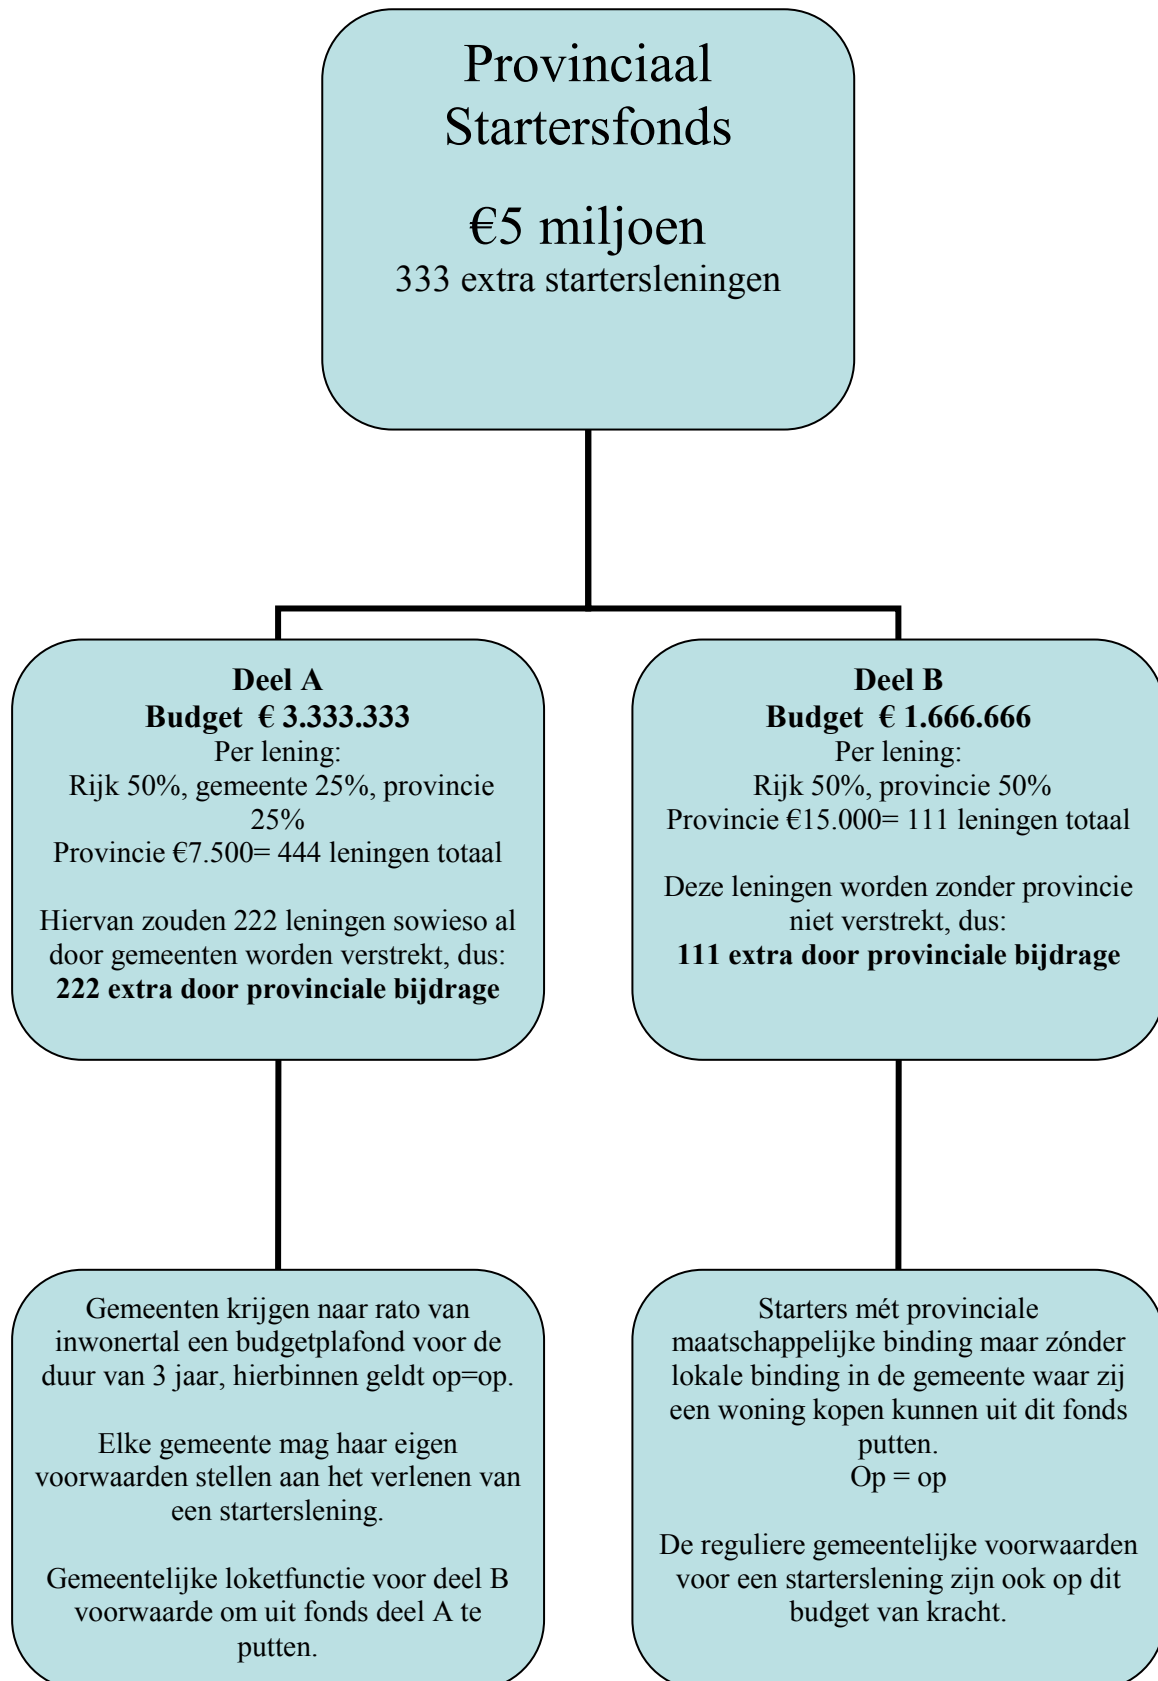 Provinciaal
Startersfonds
€5 miljoen
333 extra startersleningen
Deel A
Budget € 3.333.333
Per lening:
Rijk 50%, gemeente 25%, provincie
25%
Provincie €7.500= 444 leningen totaal
Hiervan zouden 222 leningen sowieso al
door gemeenten worden verstrekt, dus:
222 extra door provinciale bijdrage
Deel B
Budget € 1.666.666
Per lening:
Rijk 50%, provincie 50%
Provincie €15.000= 111 leningen totaal
Deze leningen worden zonder provincie
niet verstrekt, dus:
111 extra door provinciale bijdrage
Gemeenten krijgen naar rato van
inwonertal een budgetplafond voor de
duur van 3 jaar, hierbinnen geldt op=op.
Elke gemeente mag haar eigen
voorwaarden stellen aan het verlenen van
een starterslening.
Gemeentelijke loketfunctie voor deel B
voorwaarde om uit fonds deel A te
putten.
Starters mét provinciale
maatschappelijke binding maar zónder
lokale binding in de gemeente waar zij
een woning kopen kunnen uit dit fonds
putten.
Op = op
De reguliere gemeentelijke voorwaarden
voor een starterslening zijn ook op dit
budget van kracht.